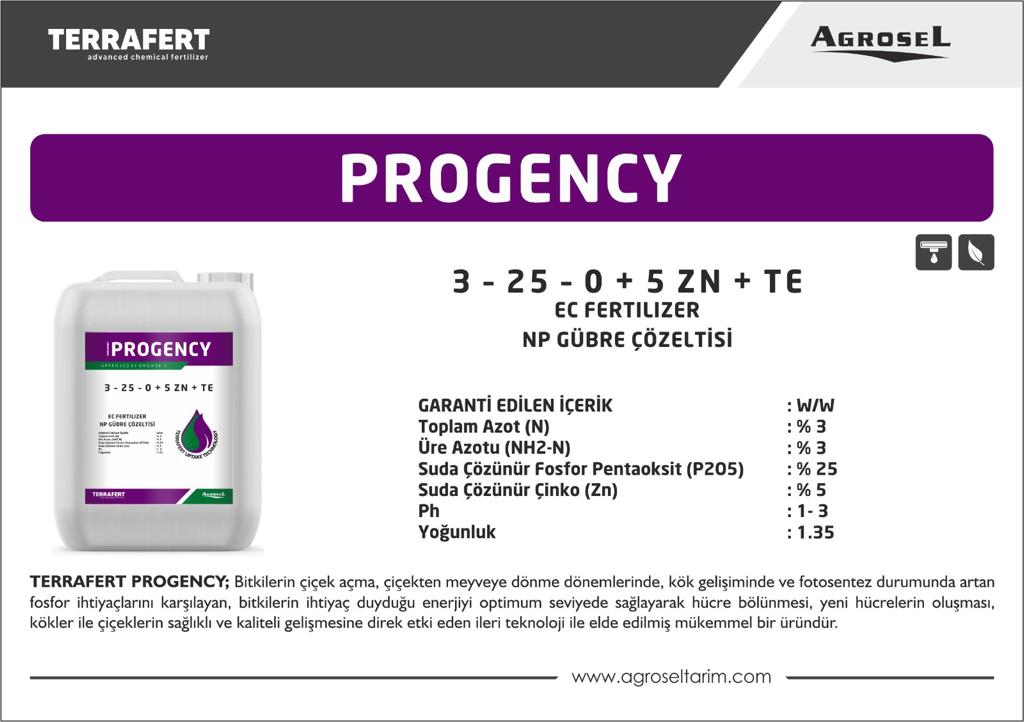 TERRAFERT
advanced chemical fertilizer
AGROSEL
PROGENCY
3 - 25 - 0 + 5 ZN + TE
EC FERTILIZER
NP GÜBRE ÇÖZELTİSİ
GARANTİ EDİLEN İÇERİK : W/W
Toplam Azot (N) : % 3
Üre Azotu (NH2-N) : % 3
Suda Çözünür Fosfor Pentaoksit (P2O5) : % 25
Suda Çözünür Çinko (Zn) : % 5
Ph : 1- 3
Yoğunluk : 1.35
PROGENCY
3 - 25 - 0 + 5 ZN + TE
EC FERTILIZER
NP GÜBRE ÇÖZELTİSİ
TERRAFERT UPTAKE TECHNOLOGY
TERRAFERT
AGROSEL
TERRAFERT PROGENCY; Bitkilerin çiçek açma, çiçekten meyveye dönme dönemlerinde, kök gelişiminde ve fotosentez durumunda artan
fosfor ihtiyaçlarını karşılayan, bitkilerin ihtiyaç duyduğu enerjiyi optimum seviyede sağlayarak hücre bölünmesi, yeni hücrelerin oluşması,
kökler ile çiçeklerin sağlıklı ve kaliteli gelişmesine direk etki eden ileri teknoloji ile elde edilmiş mükemmel bir üründür.
www.agroseltarim.com